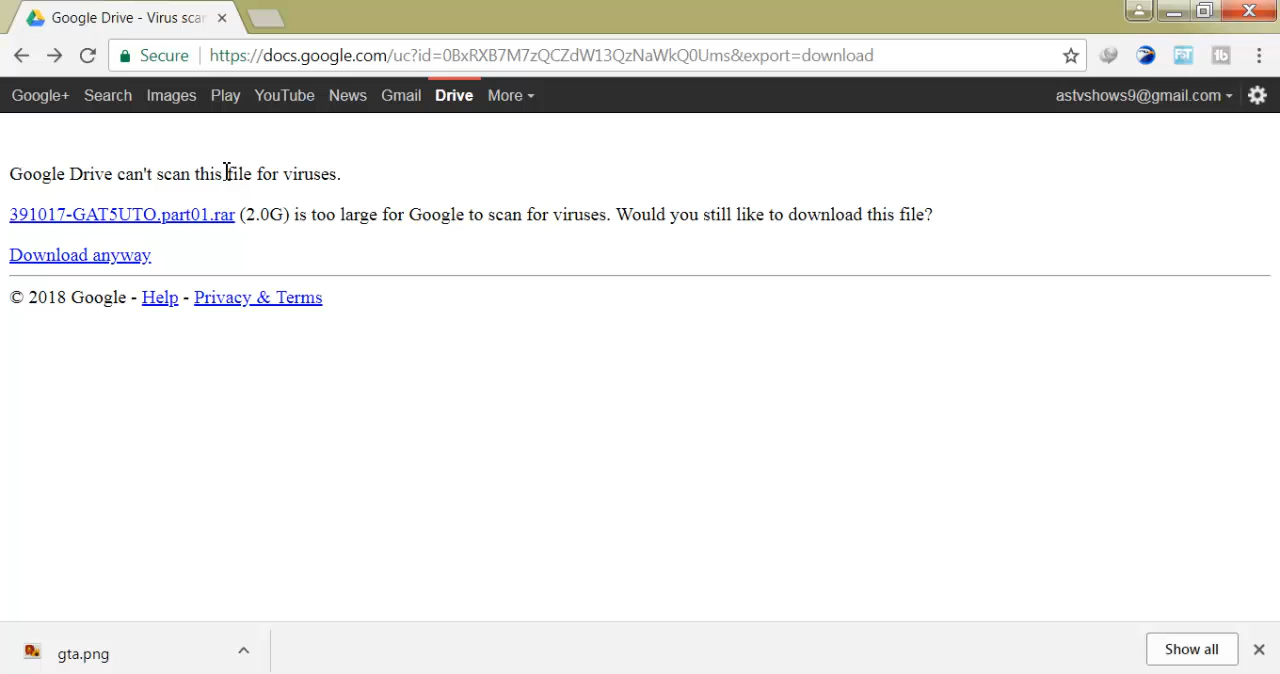 Google Drive - Virus scan
Secure https://docs.google.com/uc?id=0BxRXB7M7zQCZdW13QzNaWkQ0Ums&export=download
Google+ Search Images Play YouTube News Gmail Drive More astvshows9@gmail.com
Google Drive can't scan this file for viruses.
391017-GAT5UTO.part01.rar (2.0G) is too large for Google to scan for viruses. Would you still like to download this file?
Download anyway
© 2018 Google - Help - Privacy & Terms
gta.png Show all